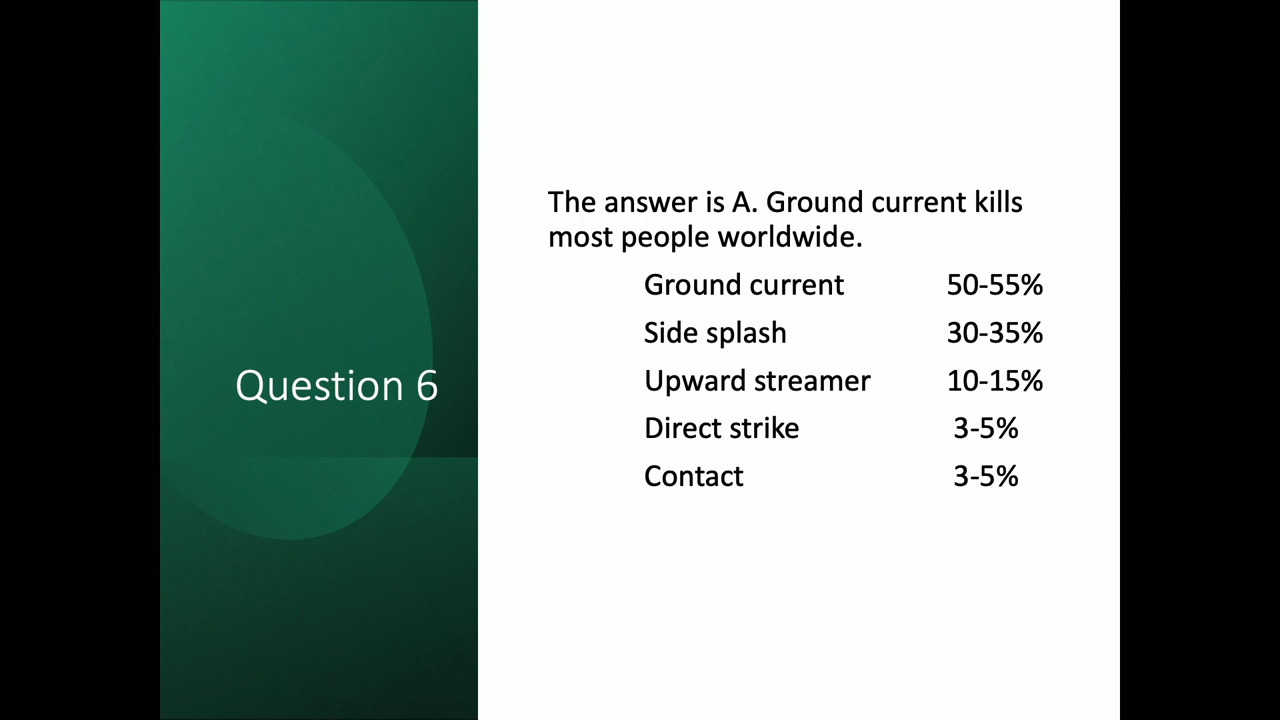 Question 6
The answer is A. Ground current kills
most people worldwide.
Ground current 50-55%
Side splash 30-35%
Upward streamer 10-15%
Direct strike 3-5%
Contact 3-5%